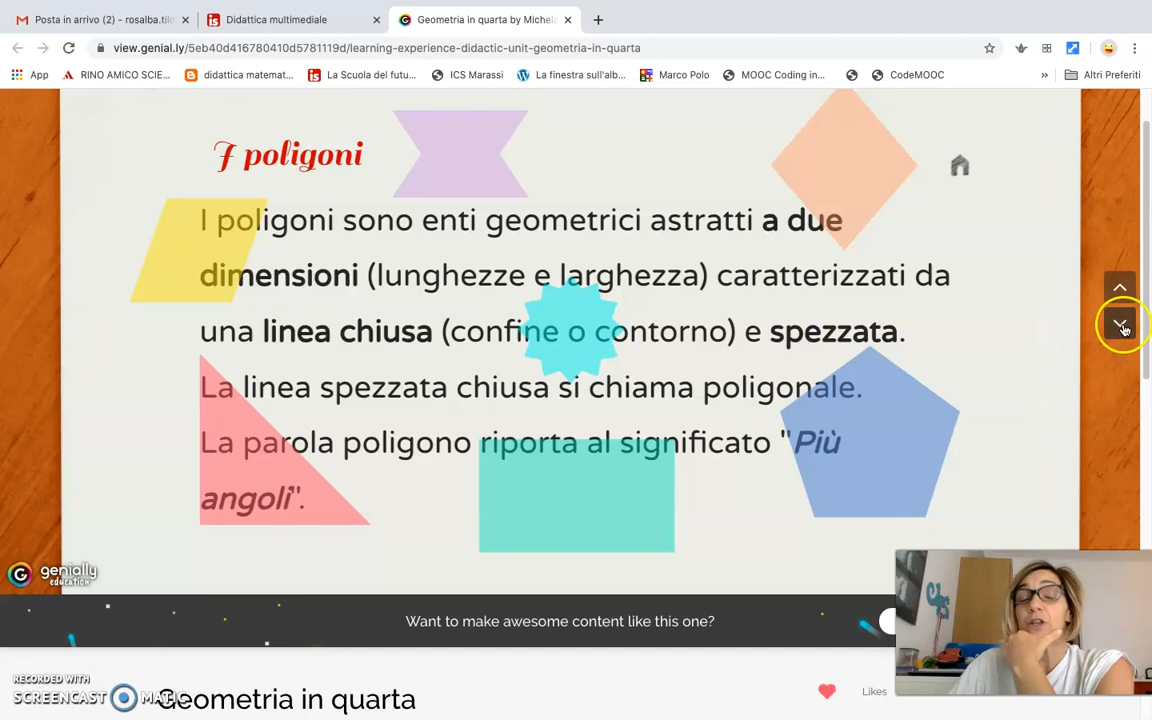 Posta in arrivo (2) - rosalba.tilo
Didattica multimediale
Geometria in quarta by Michele
view.genial.ly/5eb40d416780410d5781119d/learning-experience-didactic-unit-geometria-in-quarta
App
RINO AMICO SCIE...
didattica matemat...
La Scuola del futu...
ICS Marassi
La finestra sull'alb...
Marco Polo
MOOC Coding in...
CodeMOOC
»
Altri Preferiti
I poligoni
I poligoni sono enti geometrici astratti a due
dimensioni (lunghezze e larghezza) caratterizzati da
una linea chiusa (confine o contorno) e spezzata.
La linea spezzata chiusa si chiama poligonale.
La parola poligono riporta al significato "Più
angoli".
genially
education
Want to make awesome content like this one?
RECORDED WITH
SCREENCAST MATIC
Geometria in quarta
Likes